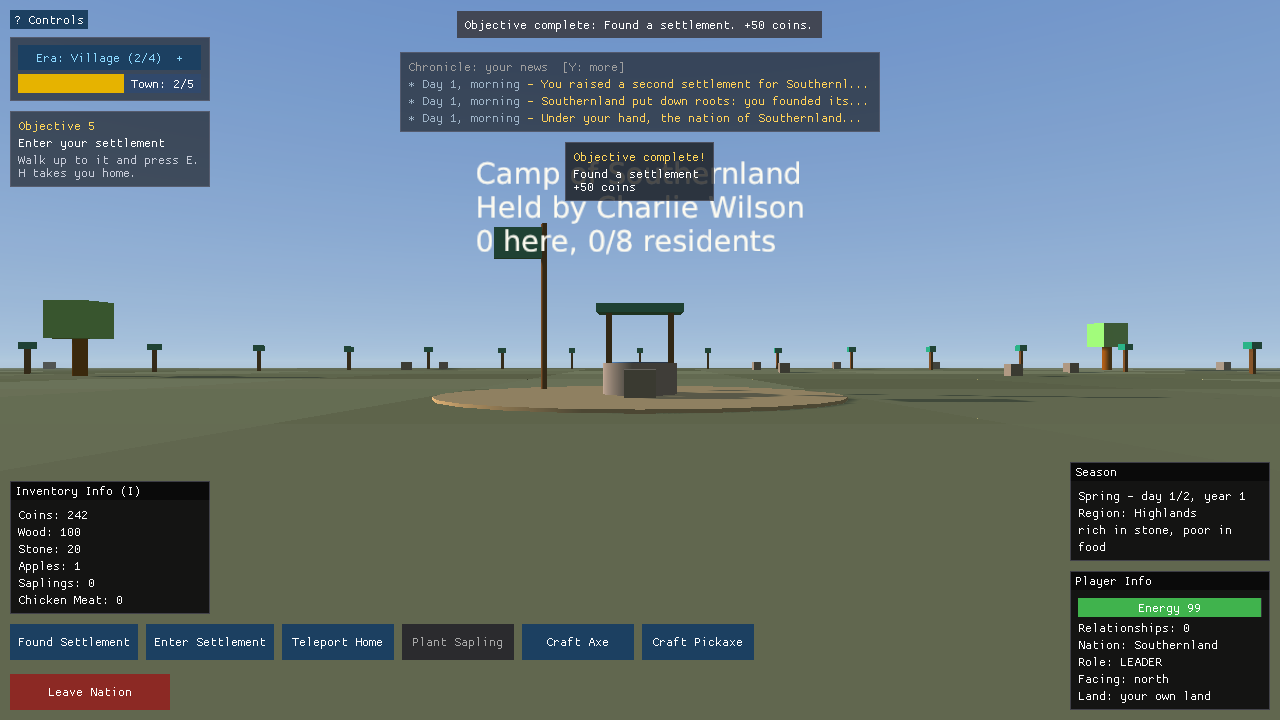 ? Controls
Era: Village (2/4) +
Town: 2/5
Objective 5
Enter your settlement
Walk up to it and press E.
H takes you home.
Objective complete: Found a settlement. +50 coins.
Chronicle: your news [Y: more]
* Day 1, morning – You raised a second settlement for Southernl...
* Day 1, morning – Southernland put down roots: you founded its...
* Day 1, morning – Under your hand, the nation of Southernland...
Objective complete!
Found a settlement
+50 coins
Camp of Southernland
Held by Charlie Wilson
0 here, 0/8 residents
Inventory Info (I)
Coins: 242
Wood: 100
Stone: 20
Apples: 1
Saplings: 0
Chicken Meat: 0
Found Settlement
Enter Settlement
Teleport Home
Plant Sapling
Craft Axe
Craft Pickaxe
Leave Nation
Season
Spring – day 1/2, year 1
Region: Highlands
rich in stone, poor in
food
Player Info
Energy 99
Relationships: 0
Nation: Southernland
Role: LEADER
Facing: north
Land: your own land